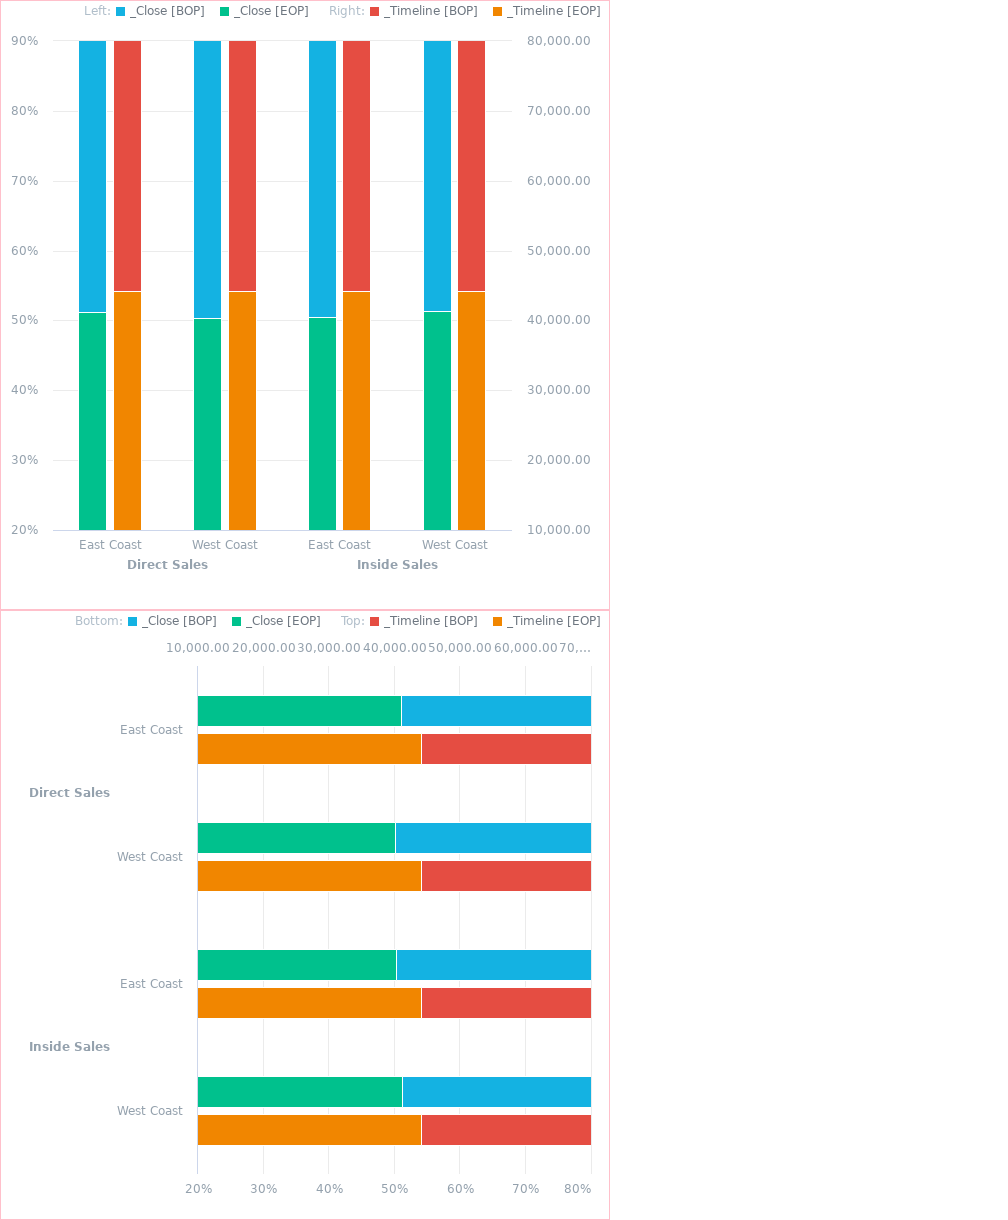 Left: _Close [BOP] _Close [EOP] Right: _Timeline [BOP] _Timeline [EOP]
90% 80,000.00
80% 70,000.00
70% 60,000.00
60% 50,000.00
50% 40,000.00
40% 30,000.00
30% 20,000.00
20% 10,000.00
East Coast West Coast East Coast West Coast
Direct Sales Inside Sales
Bottom: _Close [BOP] _Close [EOP] Top: _Timeline [BOP] _Timeline [EOP]
10,000.00 20,000.00 30,000.00 40,000.00 50,000.00 60,000.00 70,...
East Coast
Direct Sales
West Coast
East Coast
Inside Sales
West Coast
20% 30% 40% 50% 60% 70% 80%